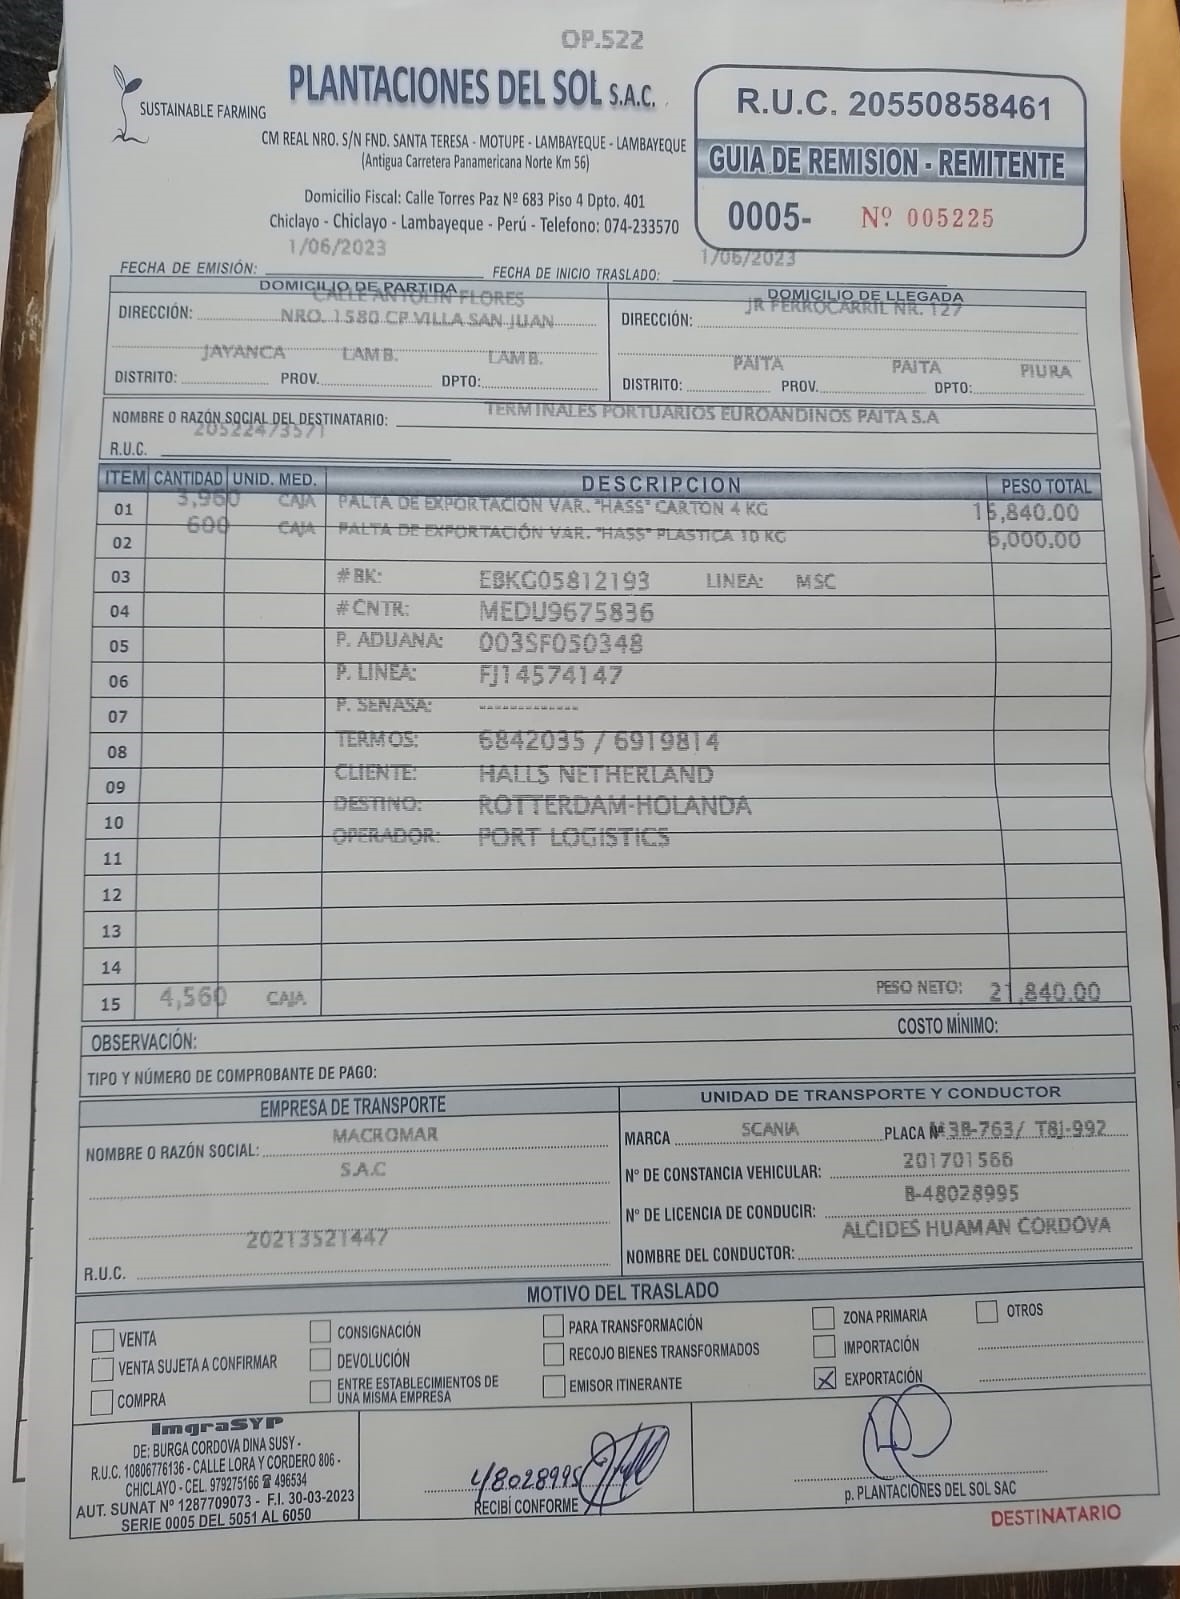 OP.522
SUSTAINABLE FARMING
PLANTACIONES DEL SOL S.A.C.
CM REAL NRO. S/N FND. SANTA TERESA - MOTUPE - LAMBAYEQUE - LAMBAYEQUE
(Antigua Carretera Panamericana Norte Km 56)
Domicilio Fiscal: Calle Torres Paz Nº 683 Piso 4 Dpto. 401
Chiclayo - Chiclayo - Lambayeque - Perú - Telefono: 074-233570
R.U.C. 20550858461
GUIA DE REMISION - REMITENTE
0005- Nº 005225
FECHA DE EMISIÓN: 1/06/2023 FECHA DE INICIO TRASLADO: 1/06/2023
DOMICILIO DE PARTIDA
DIRECCIÓN: CALLE ANTOLIN FLORES
NRO. 1580 CP. VILLA SAN JUAN
JAYANCA LAMB. LAMB.
DISTRITO: PROV. DPTO:
DOMICILIO DE LLEGADA
DIRECCIÓN: JR FERROCARRIL NR. 127
PAITA PAITA PIURA
DISTRITO: PROV. DPTO:
NOMBRE O RAZÓN SOCIAL DEL DESTINATARIO: TERMINALES PORTUARIOS EUROANDINOS PAITA S.A
R.U.C. 20522473571
ITEM CANTIDAD UNID. MED. DESCRIPCION PESO TOTAL
01 3,960 CAJA PALTA DE EXPORTACIÓN VAR. "HASS" CARTON 4 KG 15,840.00
02 600 CAJA PALTA DE EXPORTACIÓN VAR. "HASS" PLASTICA 10 KG 6,000.00
03 #BK: EBKG05812193 LINEA: MSC
04 #CNTR: MEDU9675836
05 P. ADUANA: 003SF050348
06 P. LINEA: FJ14574147
07 P. SENASA: -------------
08 TERMOS: 6842035 / 6919814
09 CLIENTE: HALLS NETHERLAND
10 DESTINO: ROTTERDAM-HOLANDA
11 OPERADOR: PORT LOGISTICS
12
13
14
15 4,560 CAJA PESO NETO: 21,840.00
OBSERVACIÓN: COSTO MÍNIMO:
TIPO Y NÚMERO DE COMPROBANTE DE PAGO:
EMPRESA DE TRANSPORTE
NOMBRE O RAZÓN SOCIAL: MACROMAR
S.A.C
20213521447
R.U.C.
UNIDAD DE TRANSPORTE Y CONDUCTOR
MARCA SCANIA PLACA Nº 3B-763/ T8J-992
N° DE CONSTANCIA VEHICULAR: 201701566
N° DE LICENCIA DE CONDUCIR: B-48028995
NOMBRE DEL CONDUCTOR: ALCIDES HUAMAN CORDOVA
MOTIVO DEL TRASLADO
VENTA CONSIGNACIÓN PARA TRANSFORMACIÓN ZONA PRIMARIA OTROS
VENTA SUJETA A CONFIRMAR DEVOLUCIÓN RECOJO BIENES TRANSFORMADOS IMPORTACIÓN
COMPRA ENTRE ESTABLECIMIENTOS DE UNA MISMA EMPRESA EMISOR ITINERANTE X EXPORTACIÓN
ImgraSYP
DE: BURGA CORDOVA DINA SUSY -
R.U.C. 10806776136 - CALLE LORA Y CORDERO 806 -
CHICLAYO - CEL. 979275166 ☎ 496534
AUT. SUNAT Nº 1287709073 - F.I. 30-03-2023
SERIE 0005 DEL 5051 AL 6050
48028995
RECIBÍ CONFORME
p. PLANTACIONES DEL SOL SAC
DESTINATARIO